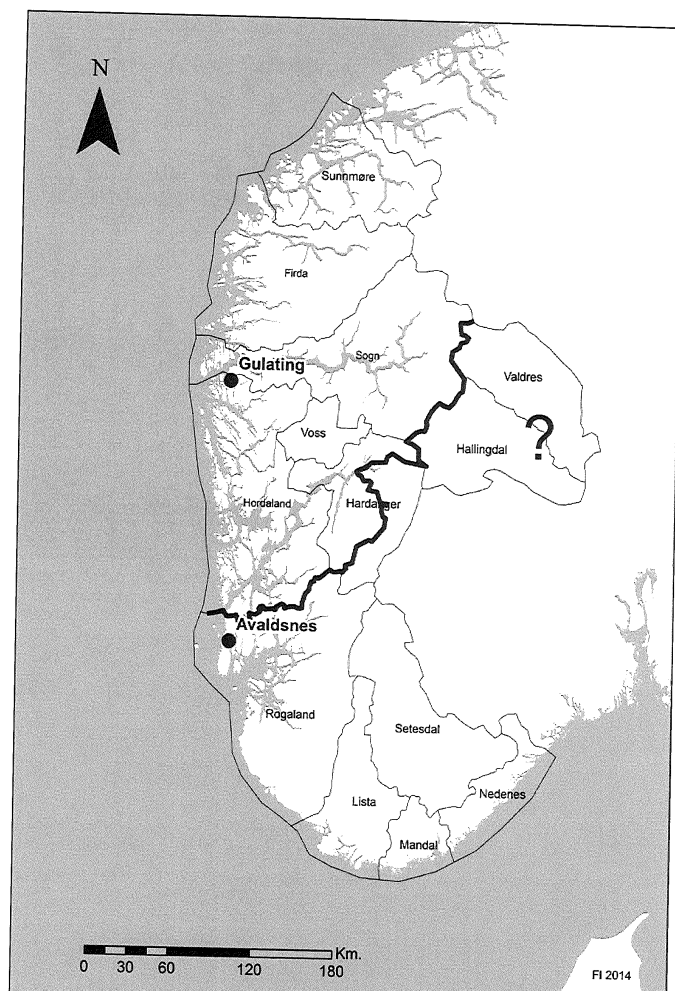 N
Sunnmøre
Firda
Sogn
Gulating
Valdres
Voss
Hallingdal
?
Hordaland
Hardanger
Avaldsnes
Rogaland
Setesdal
Nedenes
Lista
Mandal
Km.
0 30 60 120 180
FI 2014